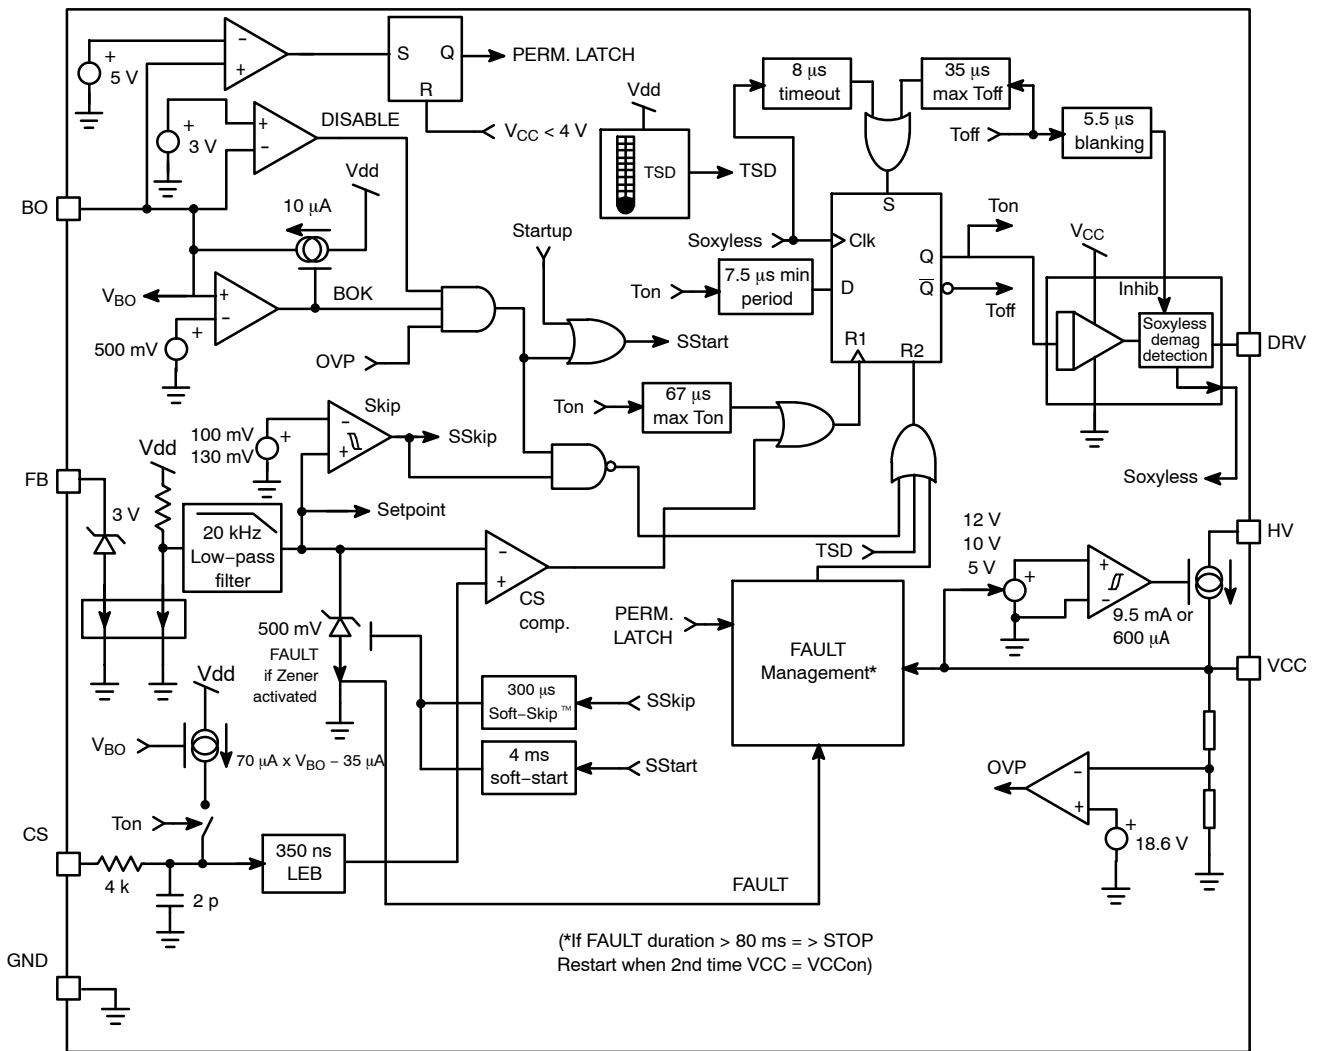 5 V
S
Q
R
PERM. LATCH
VCC < 4 V
3 V
DISABLE
Vdd
10 µA
BO
VBO
BOK
500 mV
OVP
Startup
SStart
Vdd
TSD
TSD
8 µs
timeout
35 µs
max Toff
Toff
5.5 µs
blanking
Soxyless
S
Clk
Q
D
Q
R1
R2
Ton
7.5 µs min
period
Ton
Toff
VCC
Inhib
Soxyless
demag
detection
DRV
Soxyless
Ton
67 µs
max Ton
Skip
100 mV
130 mV
SSkip
FB
Vdd
3 V
20 kHz
Low–pass
filter
Setpoint
CS
comp.
TSD
12 V
10 V
5 V
HV
9.5 mA or
600 µA
500 mV
FAULT
if Zener
activated
PERM.
LATCH
FAULT
Management*
VCC
300 µs
Soft–Skip ™
SSkip
4 ms
soft–start
SStart
Vdd
VBO
70 µA x VBO – 35 µA
OVP
18.6 V
Ton
CS
4 k
2 p
350 ns
LEB
FAULT
GND
(*If FAULT duration > 80 ms = > STOP
Restart when 2nd time VCC = VCCon)